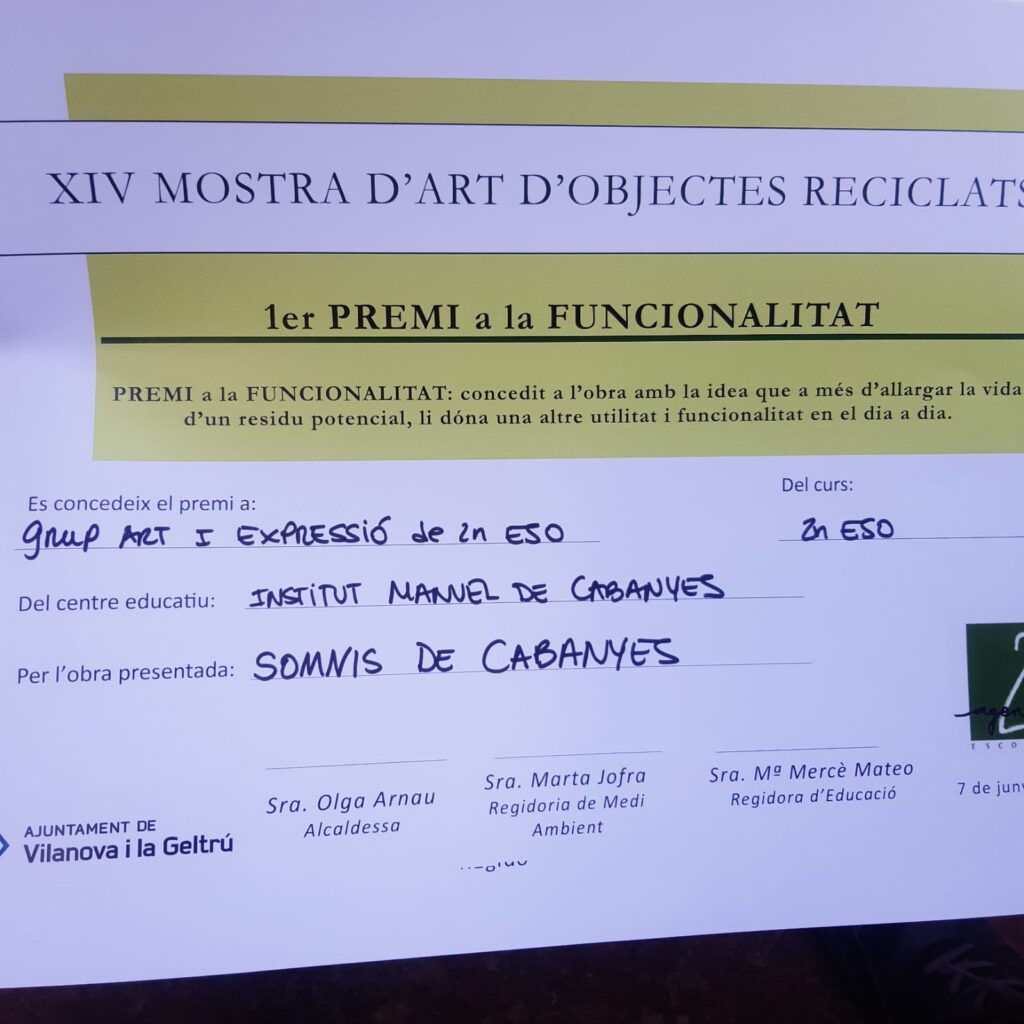 XIV MOSTRA D'ART D'OBJECTES RECICLATS
1er PREMI a la FUNCIONALITAT
PREMI a la FUNCIONALITAT: concedit a l'obra amb la idea que a més d'allargar la vida
d'un residu potencial, li dóna una altre utilitat i funcionalitat en el dia a dia.
Es concedeix el premi a:
Grup ART I EXPRESSIÓ de 2n ESO
Del curs:
2n ESO
Del centre educatiu: INSTITUT MANUEL DE CABANYES
Per l'obra presentada: SOMNIS DE CABANYES
Sra. Olga Arnau
Alcaldessa
Sra. Marta Jofra
Regidoria de Medi
Ambient
Sra. Mª Mercè Mateo
Regidora d'Educació
7 de
AJUNTAMENT DE
Vilanova i la Geltrú